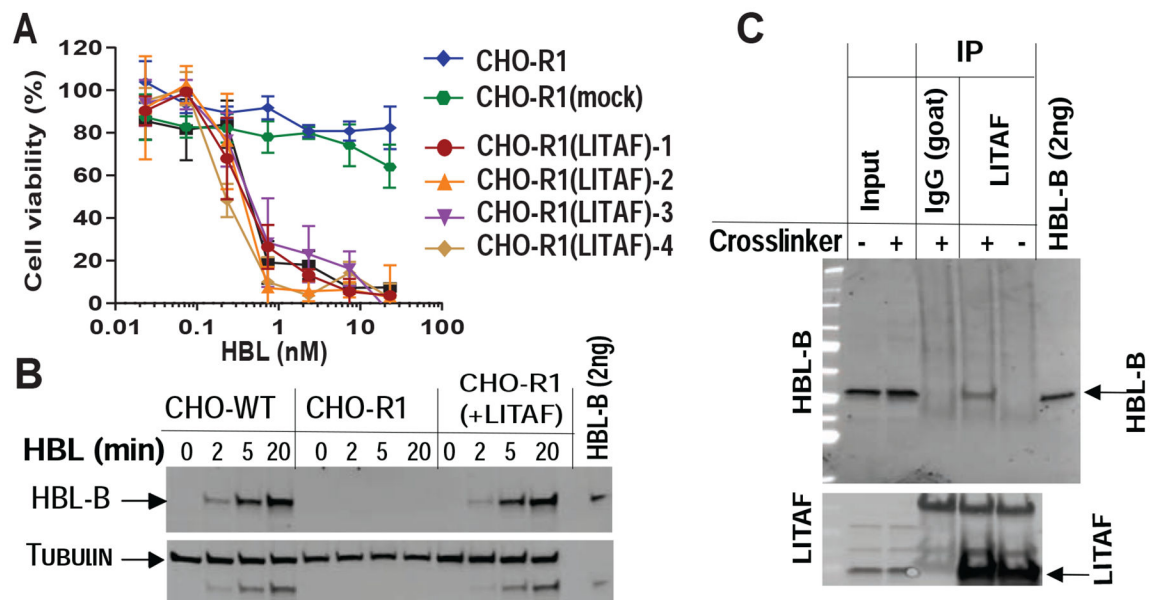 A
120
100
80
60
40
20
0
Cell viability (%)
0.01 0.1 1 10 100
HBL (nM)
CHO-R1
CHO-R1(mock)
CHO-R1(LITAF)-1
CHO-R1(LITAF)-2
CHO-R1(LITAF)-3
CHO-R1(LITAF)-4
B
CHO-WT CHO-R1 CHO-R1
(+LITAF)
HBL-B (2ng)
HBL (min) 0 2 5 20 0 2 5 20 0 2 5 20
HBL-B
TUBULIN
C
IP
Input
IgG (goat)
LITAF
HBL-B (2ng)
Crosslinker - + + + -
HBL-B
HBL-B
LITAF
LITAF